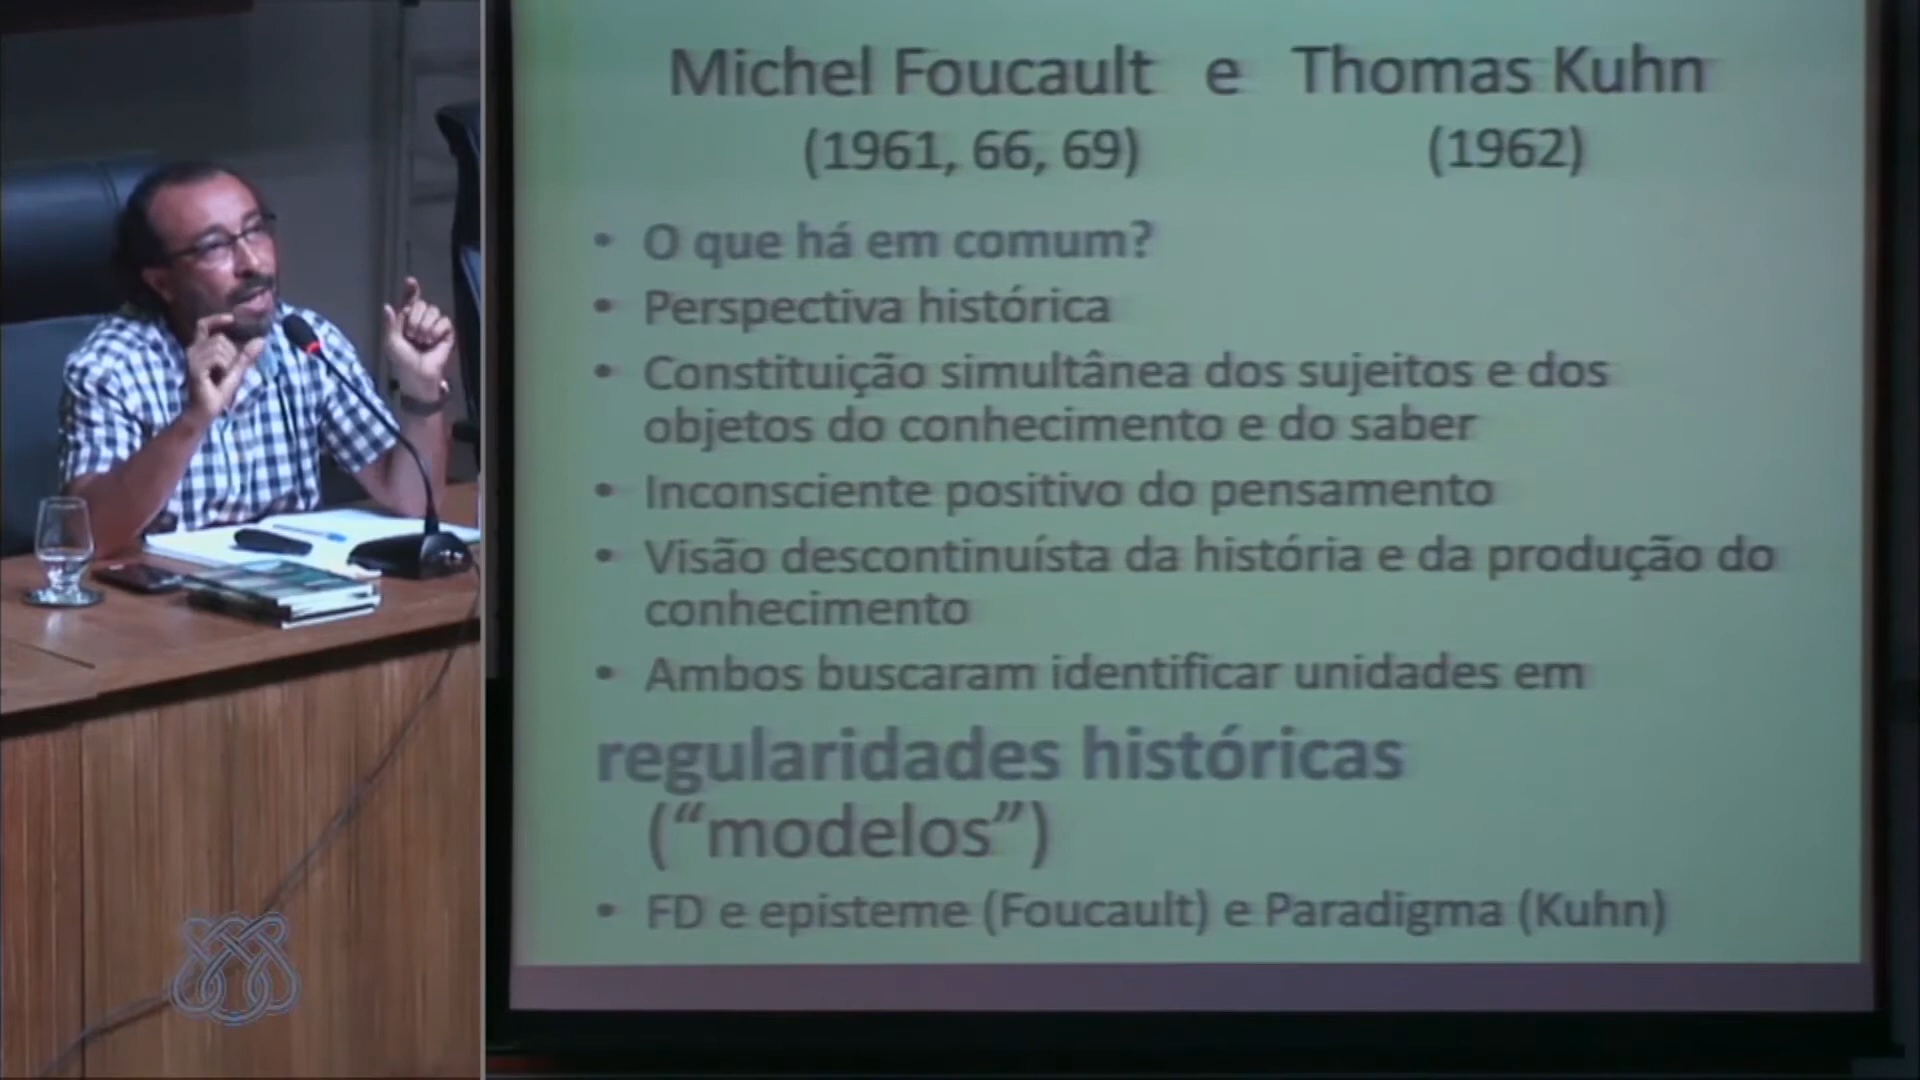 Michel Foucault e Thomas Kuhn
(1961, 66, 69) (1962)
• O que há em comum?
• Perspectiva histórica
• Constituição simultânea dos sujeitos e dos
objetos do conhecimento e do saber
• Inconsciente positivo do pensamento
• Visão descontinuísta da história e da produção do
conhecimento
• Ambos buscaram identificar unidades em
regularidades históricas
(“modelos”)
• FD e episteme (Foucault) e Paradigma (Kuhn)